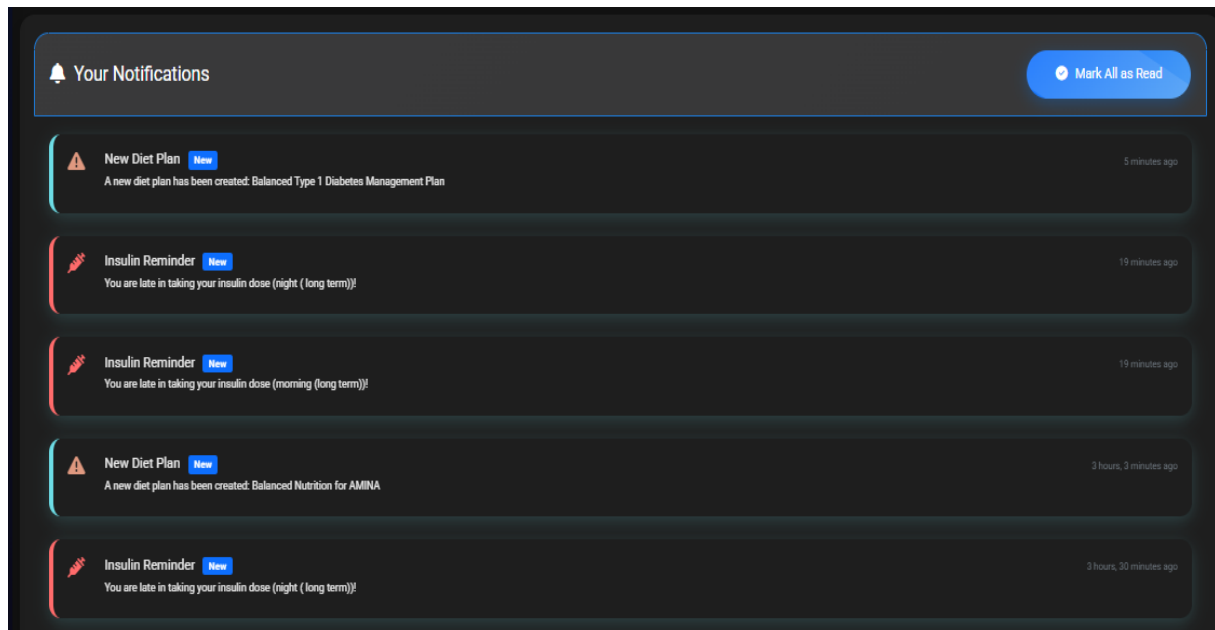 Your Notifications
Mark All as Read
New Diet Plan New
5 minutes ago
A new diet plan has been created: Balanced Type 1 Diabetes Management Plan
Insulin Reminder New
19 minutes ago
You are late in taking your insulin dose (night ( long term))!
Insulin Reminder New
19 minutes ago
You are late in taking your insulin dose (morning (long term))!
New Diet Plan New
3 hours, 3 minutes ago
A new diet plan has been created: Balanced Nutrition for AMINA
Insulin Reminder New
3 hours, 30 minutes ago
You are late in taking your insulin dose (night ( long term))!